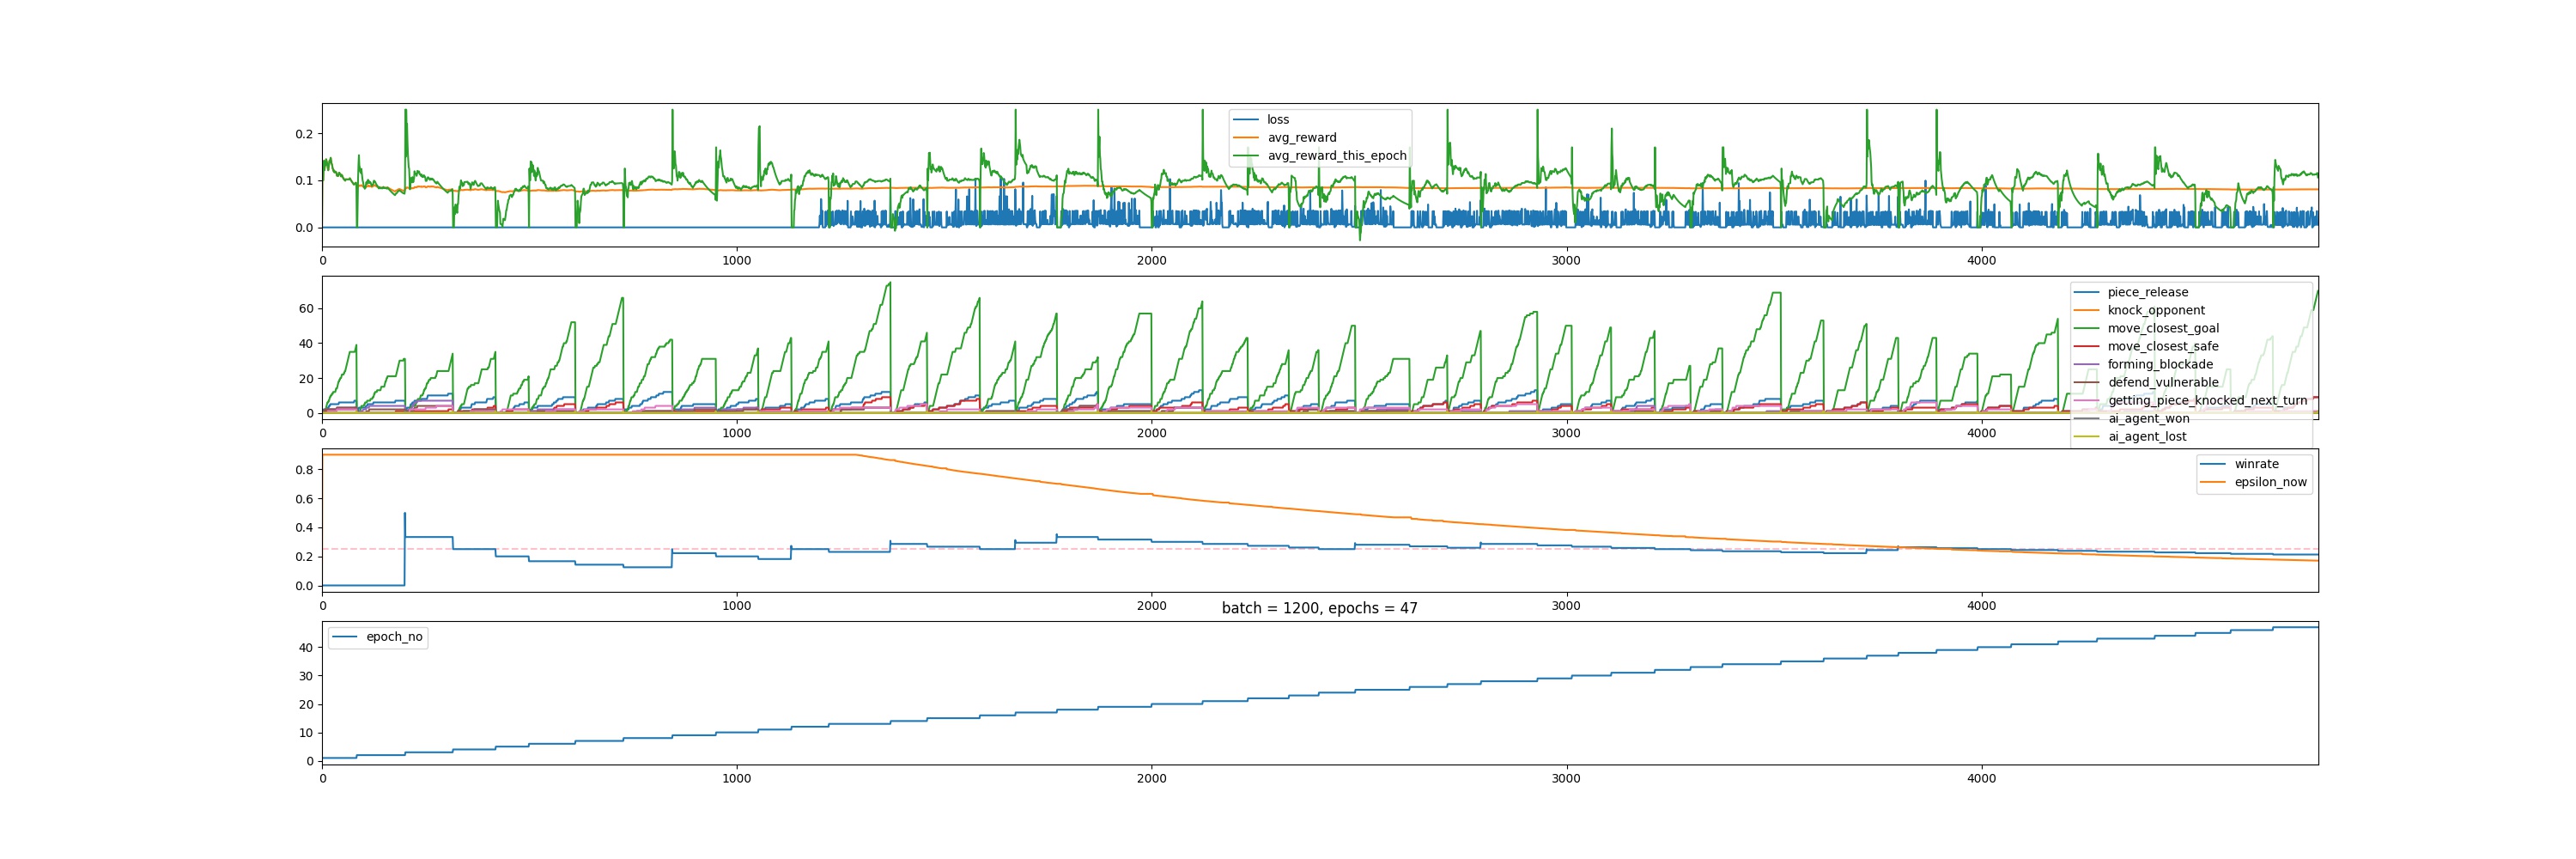 0.2
0.1
0.0
loss
avg_reward
avg_reward_this_epoch
0 1000 2000 3000 4000
60
40
20
0
piece_release
knock_opponent
move_closest_goal
move_closest_safe
forming_blockade
defend_vulnerable
getting_piece_knocked_next_turn
ai_agent_won
ai_agent_lost
0 1000 2000 3000 4000
0.8
0.6
0.4
0.2
0.0
winrate
epsilon_now
0 1000 2000 3000 4000
batch = 1200, epochs = 47
40
30
20
10
0
epoch_no
0 1000 2000 3000 4000